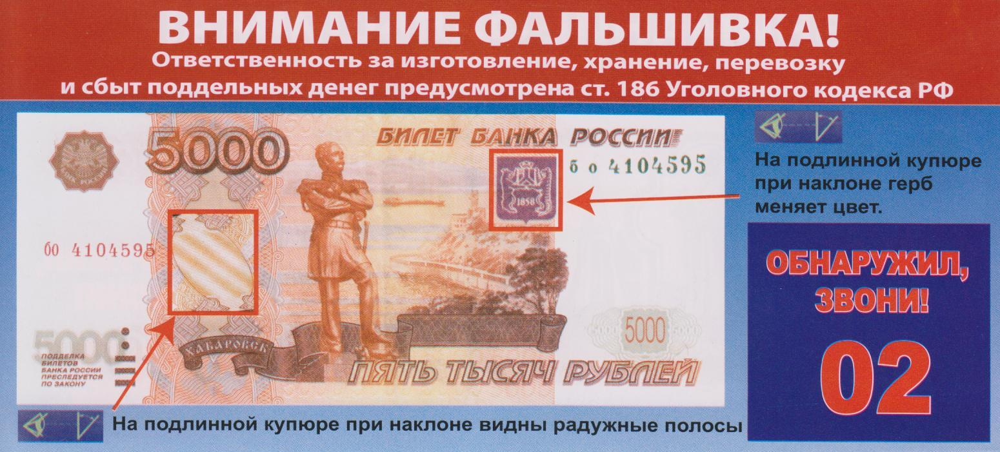 ВНИМАНИЕ ФАЛЬШИВКА!
Ответственность за изготовление, хранение, перевозку
и сбыт поддельных денег предусмотрена ст. 186 Уголовного кодекса РФ
5000
БИЛЕТ БАНКА РОССИИ
бо 4104595
1858
На подлинной купюре
при наклоне герб
меняет цвет.
бо 4104595
ОБНАРУЖИЛ,
ЗВОНИ!
02
5000
ПОДДЕЛКА
БИЛЕТОВ
БАНКА РОССИИ
ПРЕСЛЕДУЕТСЯ
ПО ЗАКОНУ
ХАБАРОВСК
5000 5000 5000
ПЯТЬ ТЫСЯЧ РУБЛЕЙ
На подлинной купюре при наклоне видны радужные полосы